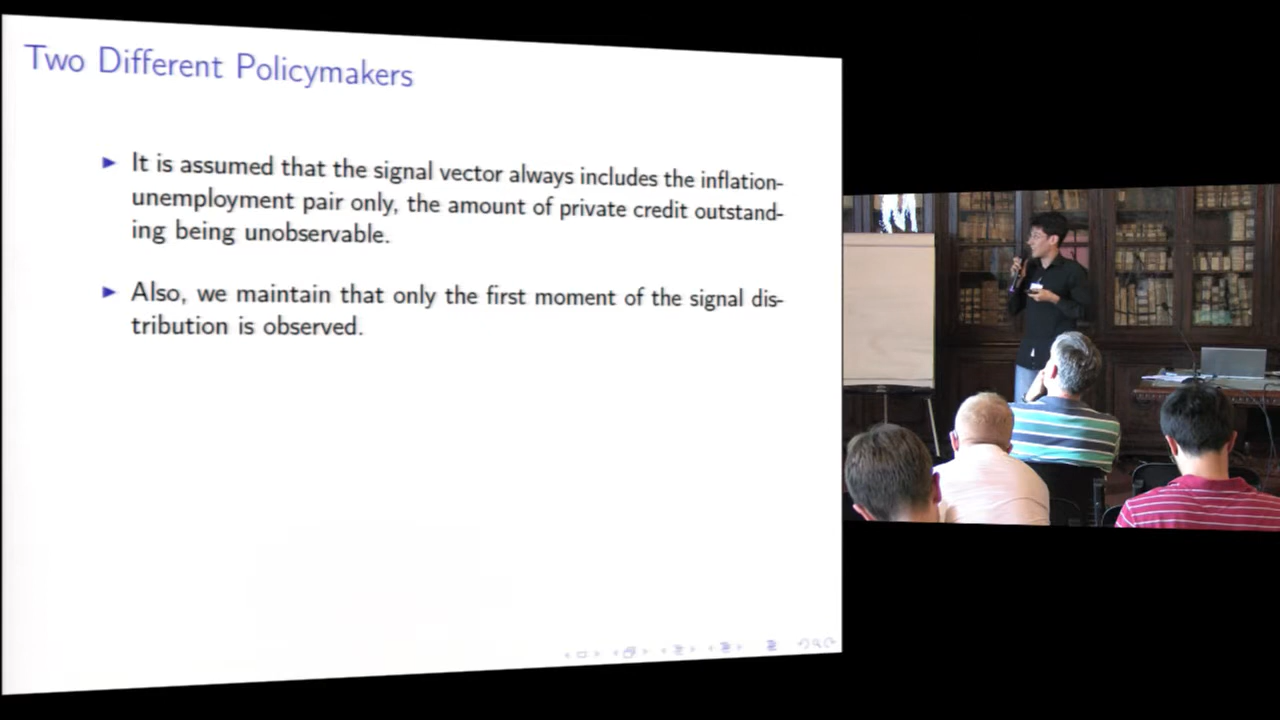 Two Different Policymakers
It is assumed that the signal vector always includes the inflation-
unemployment pair only, the amount of private credit outstand-
ing being unobservable.
Also, we maintain that only the first moment of the signal dis-
tribution is observed.